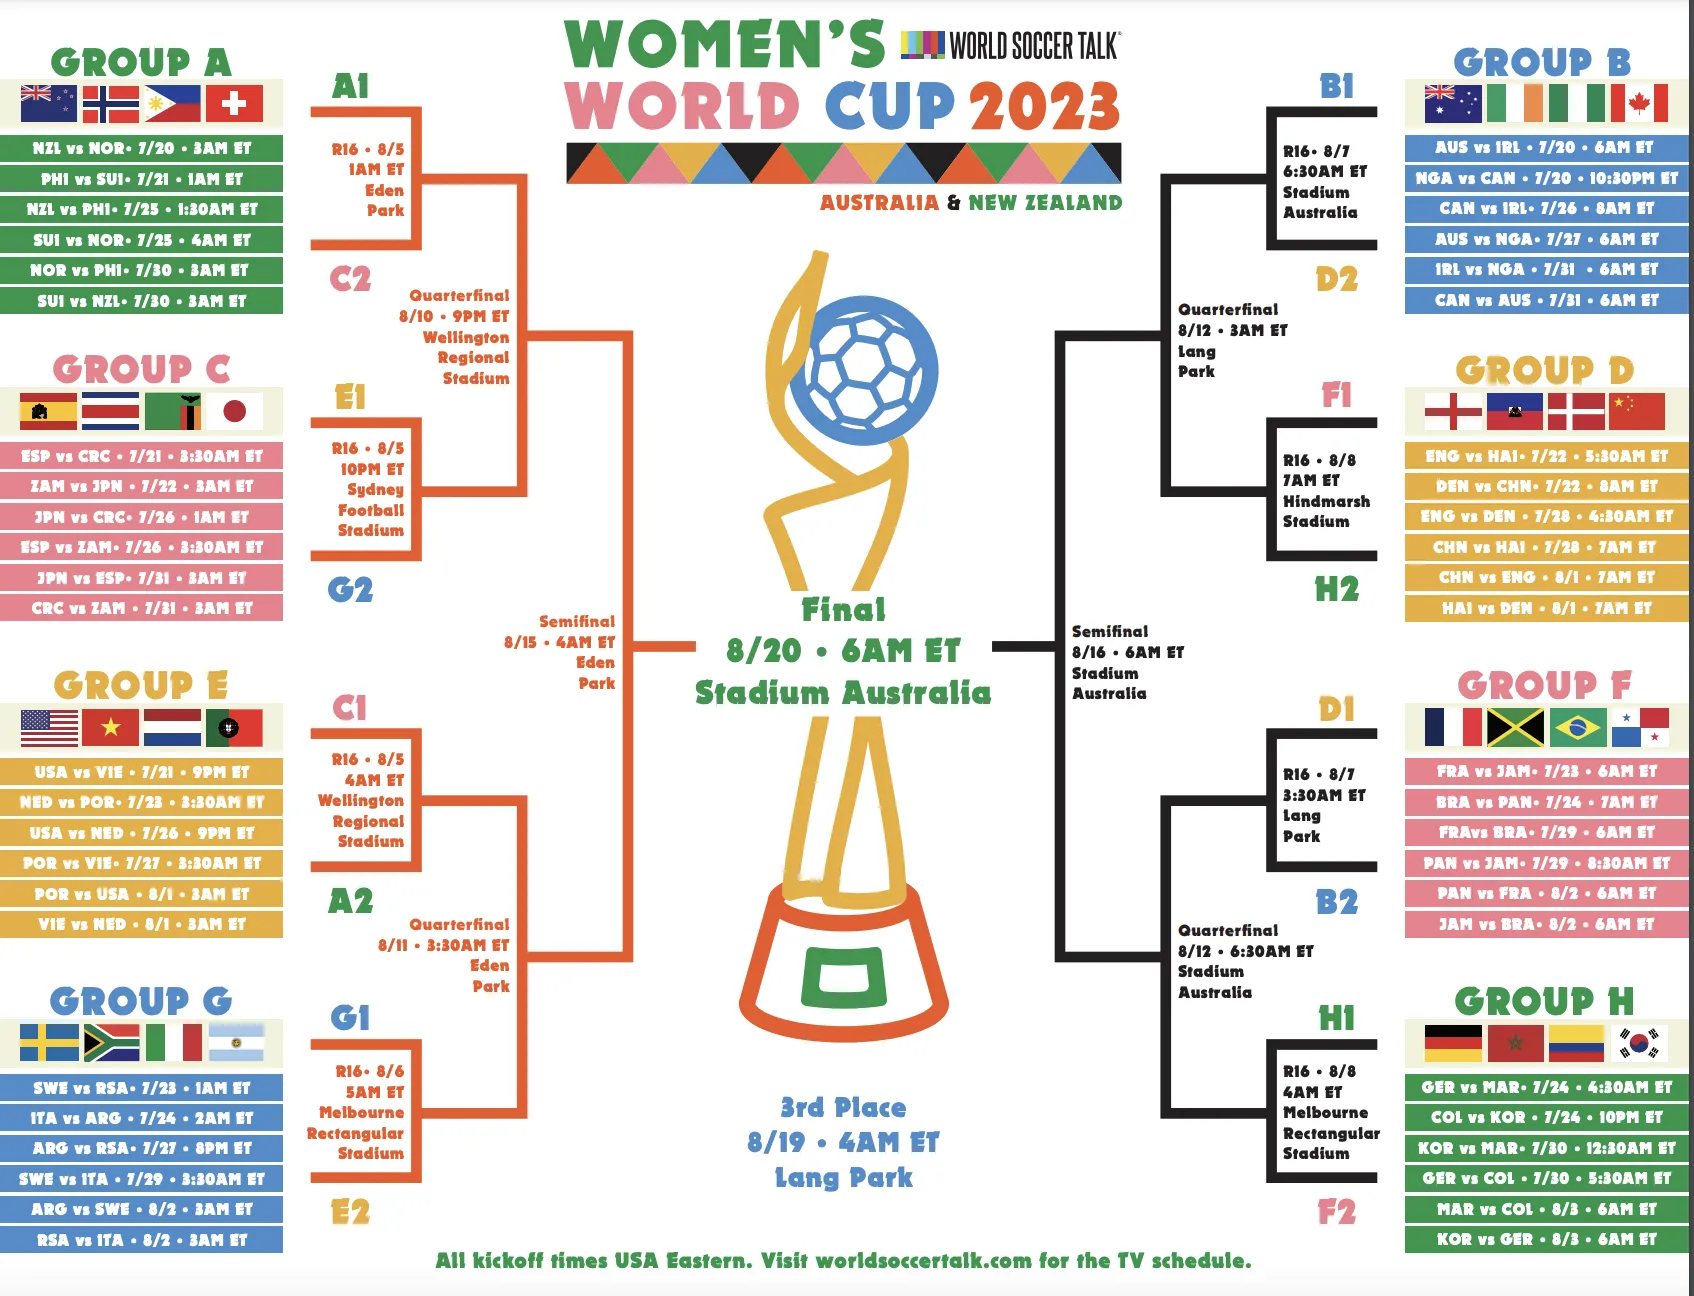 WOMEN'S
WORLD SOCCER TALK
WORLD CUP 2023
AUSTRALIA & NEW ZEALAND
GROUP A
NZL vs NOR• 7/20 • 3AM ET
PHI vs SUI• 7/21 • 1AM ET
NZL vs PHI• 7/25 • 1:30AM ET
SUI vs NOR• 7/25 • 4AM ET
NOR vs PHI• 7/30 • 3AM ET
SUI vs NZL• 7/30 • 3AM ET
GROUP C
ESP vs CRC • 7/21 • 3:30AM ET
ZAM vs JPN • 7/22 • 3AM ET
JPN vs CRC• 7/26 • 1AM ET
ESP vs ZAM• 7/26 • 3:30AM ET
JPN vs ESP• 7/31 • 3AM ET
CRC vs ZAM • 7/31 • 3AM ET
GROUP E
USA vs VIE • 7/21 • 9PM ET
NED vs POR• 7/23 • 3:30AM ET
USA vs NED • 7/26 • 9PM ET
POR vs VIE• 7/27 • 3:30AM ET
POR vs USA • 8/1 • 3AM ET
VIE vs NED • 8/1 • 3AM ET
GROUP G
SWE vs RSA• 7/23 • 1AM ET
ITA vs ARG • 7/24 • 2AM ET
ARG vs RSA• 7/27 • 8PM ET
SWE vs ITA • 7/29 • 3:30AM ET
ARG vs SWE • 8/2 • 3AM ET
RSA vs ITA • 8/2 • 3AM ET
A1
R16 • 8/5
1AM ET
Eden
Park
C2
Quarterfinal
8/10 • 9PM ET
Wellington
Regional
Stadium
E1
R16 • 8/5
10PM ET
Sydney
Football
Stadium
G2
Semifinal
8/15 • 4AM ET
Eden
Park
C1
R16 • 8/5
4AM ET
Wellington
Regional
Stadium
A2
Quarterfinal
8/11 • 3:30AM ET
Eden
Park
G1
R16• 8/6
5AM ET
Melbourne
Rectangular
Stadium
E2
Final
8/20 • 6AM ET
Stadium Australia
3rd Place
8/19 • 4AM ET
Lang Park
B1
R16• 8/7
6:30AM ET
Stadium
Australia
D2
Quarterfinal
8/12 • 3AM ET
Lang
Park
F1
R16 • 8/8
7AM ET
Hindmarsh
Stadium
H2
Semifinal
8/16 • 6AM ET
Stadium
Australia
D1
R16 • 8/7
3:30AM ET
Lang
Park
B2
Quarterfinal
8/12 • 6:30AM ET
Stadium
Australia
H1
R16 • 8/8
4AM ET
Melbourne
Rectangular
Stadium
F2
GROUP B
AUS vs IRL • 7/20 • 6AM ET
NGA vs CAN • 7/20 • 10:30PM ET
CAN vs IRL• 7/26 • 8AM ET
AUS vs NGA• 7/27 • 6AM ET
IRL vs NGA • 7/31 • 6AM ET
CAN vs AUS • 7/31 • 6AM ET
GROUP D
ENG vs HAI• 7/22 • 5:30AM ET
DEN vs CHN• 7/22 • 8AM ET
ENG vs DEN • 7/28 • 4:30AM ET
CHN vs HAI • 7/28 • 7AM ET
CHN vs ENG • 8/1 • 7AM ET
HAI vs DEN • 8/1 • 7AM ET
GROUP F
FRA vs JAM• 7/23 • 6AM ET
BRA vs PAN• 7/24 • 7AM ET
FRAvs BRA• 7/29 • 6AM ET
PAN vs JAM• 7/29 • 8:30AM ET
PAN vs FRA • 8/2 • 6AM ET
JAM vs BRA• 8/2 • 6AM ET
GROUP H
GER vs MAR• 7/24 • 4:30AM ET
COL vs KOR • 7/24 • 10PM ET
KOR vs MAR• 7/30 • 12:30AM ET
GER vs COL • 7/30 • 5:30AM ET
MAR vs COL • 8/3 • 6AM ET
KOR vs GER • 8/3 • 6AM ET
All kickoff times USA Eastern. Visit worldsoccertalk.com for the TV schedule.